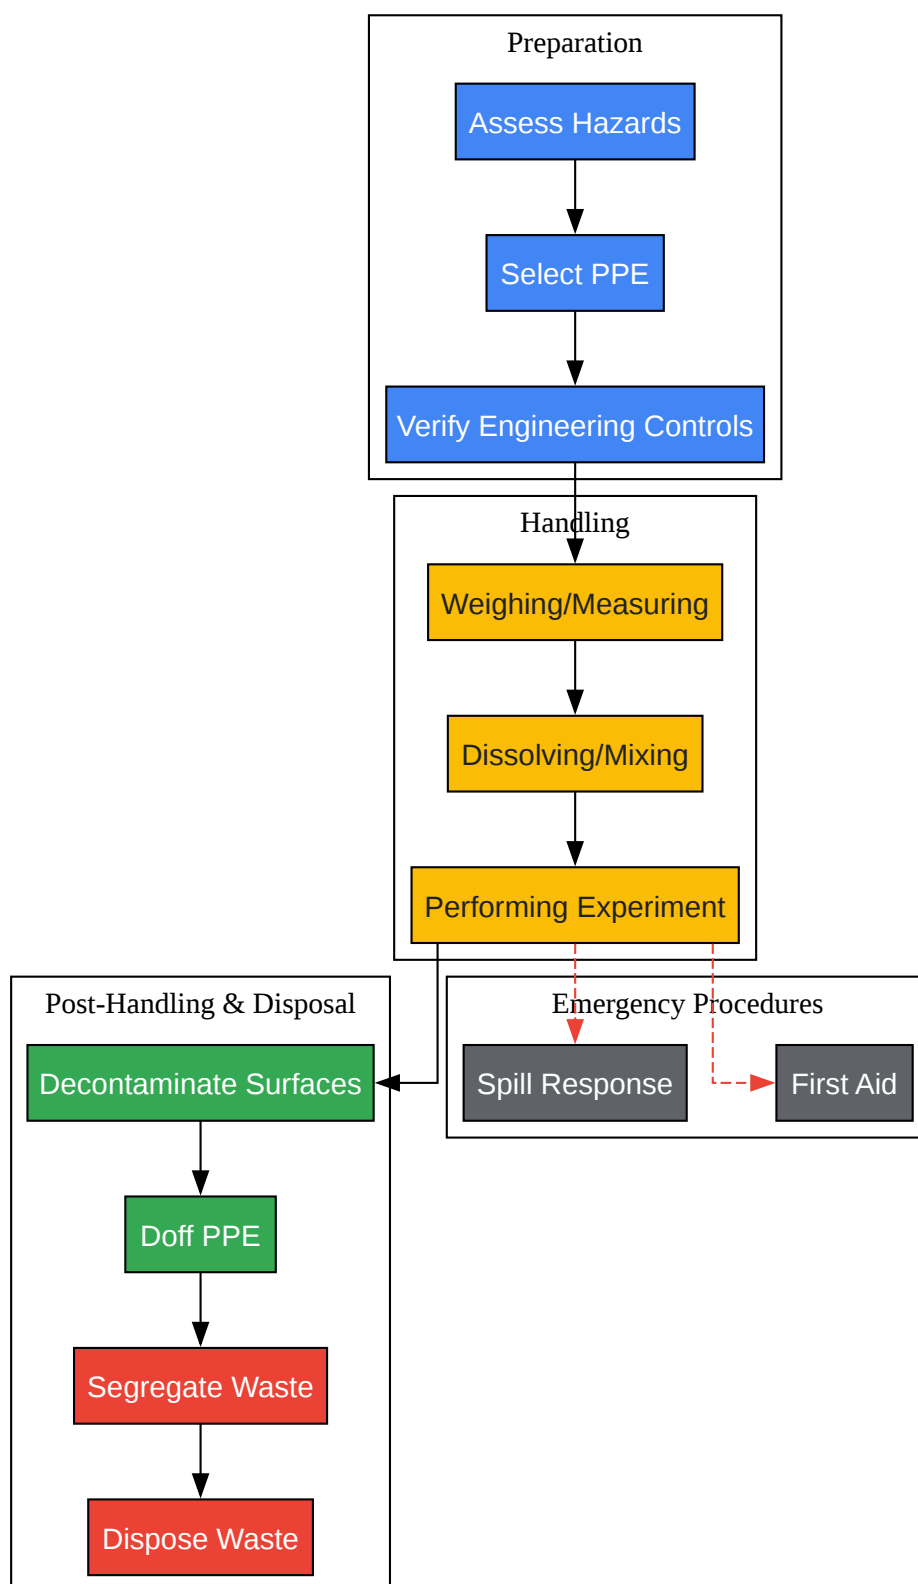 Preparation
Assess Hazards
Select PPE
Verify Engineering Controls
Handling
Weighing/Measuring
Dissolving/Mixing
Performing Experiment
Post-Handling & Disposal
Decontaminate Surfaces
Doff PPE
Segregate Waste
Dispose Waste
Emergency Procedures
Spill Response
First Aid